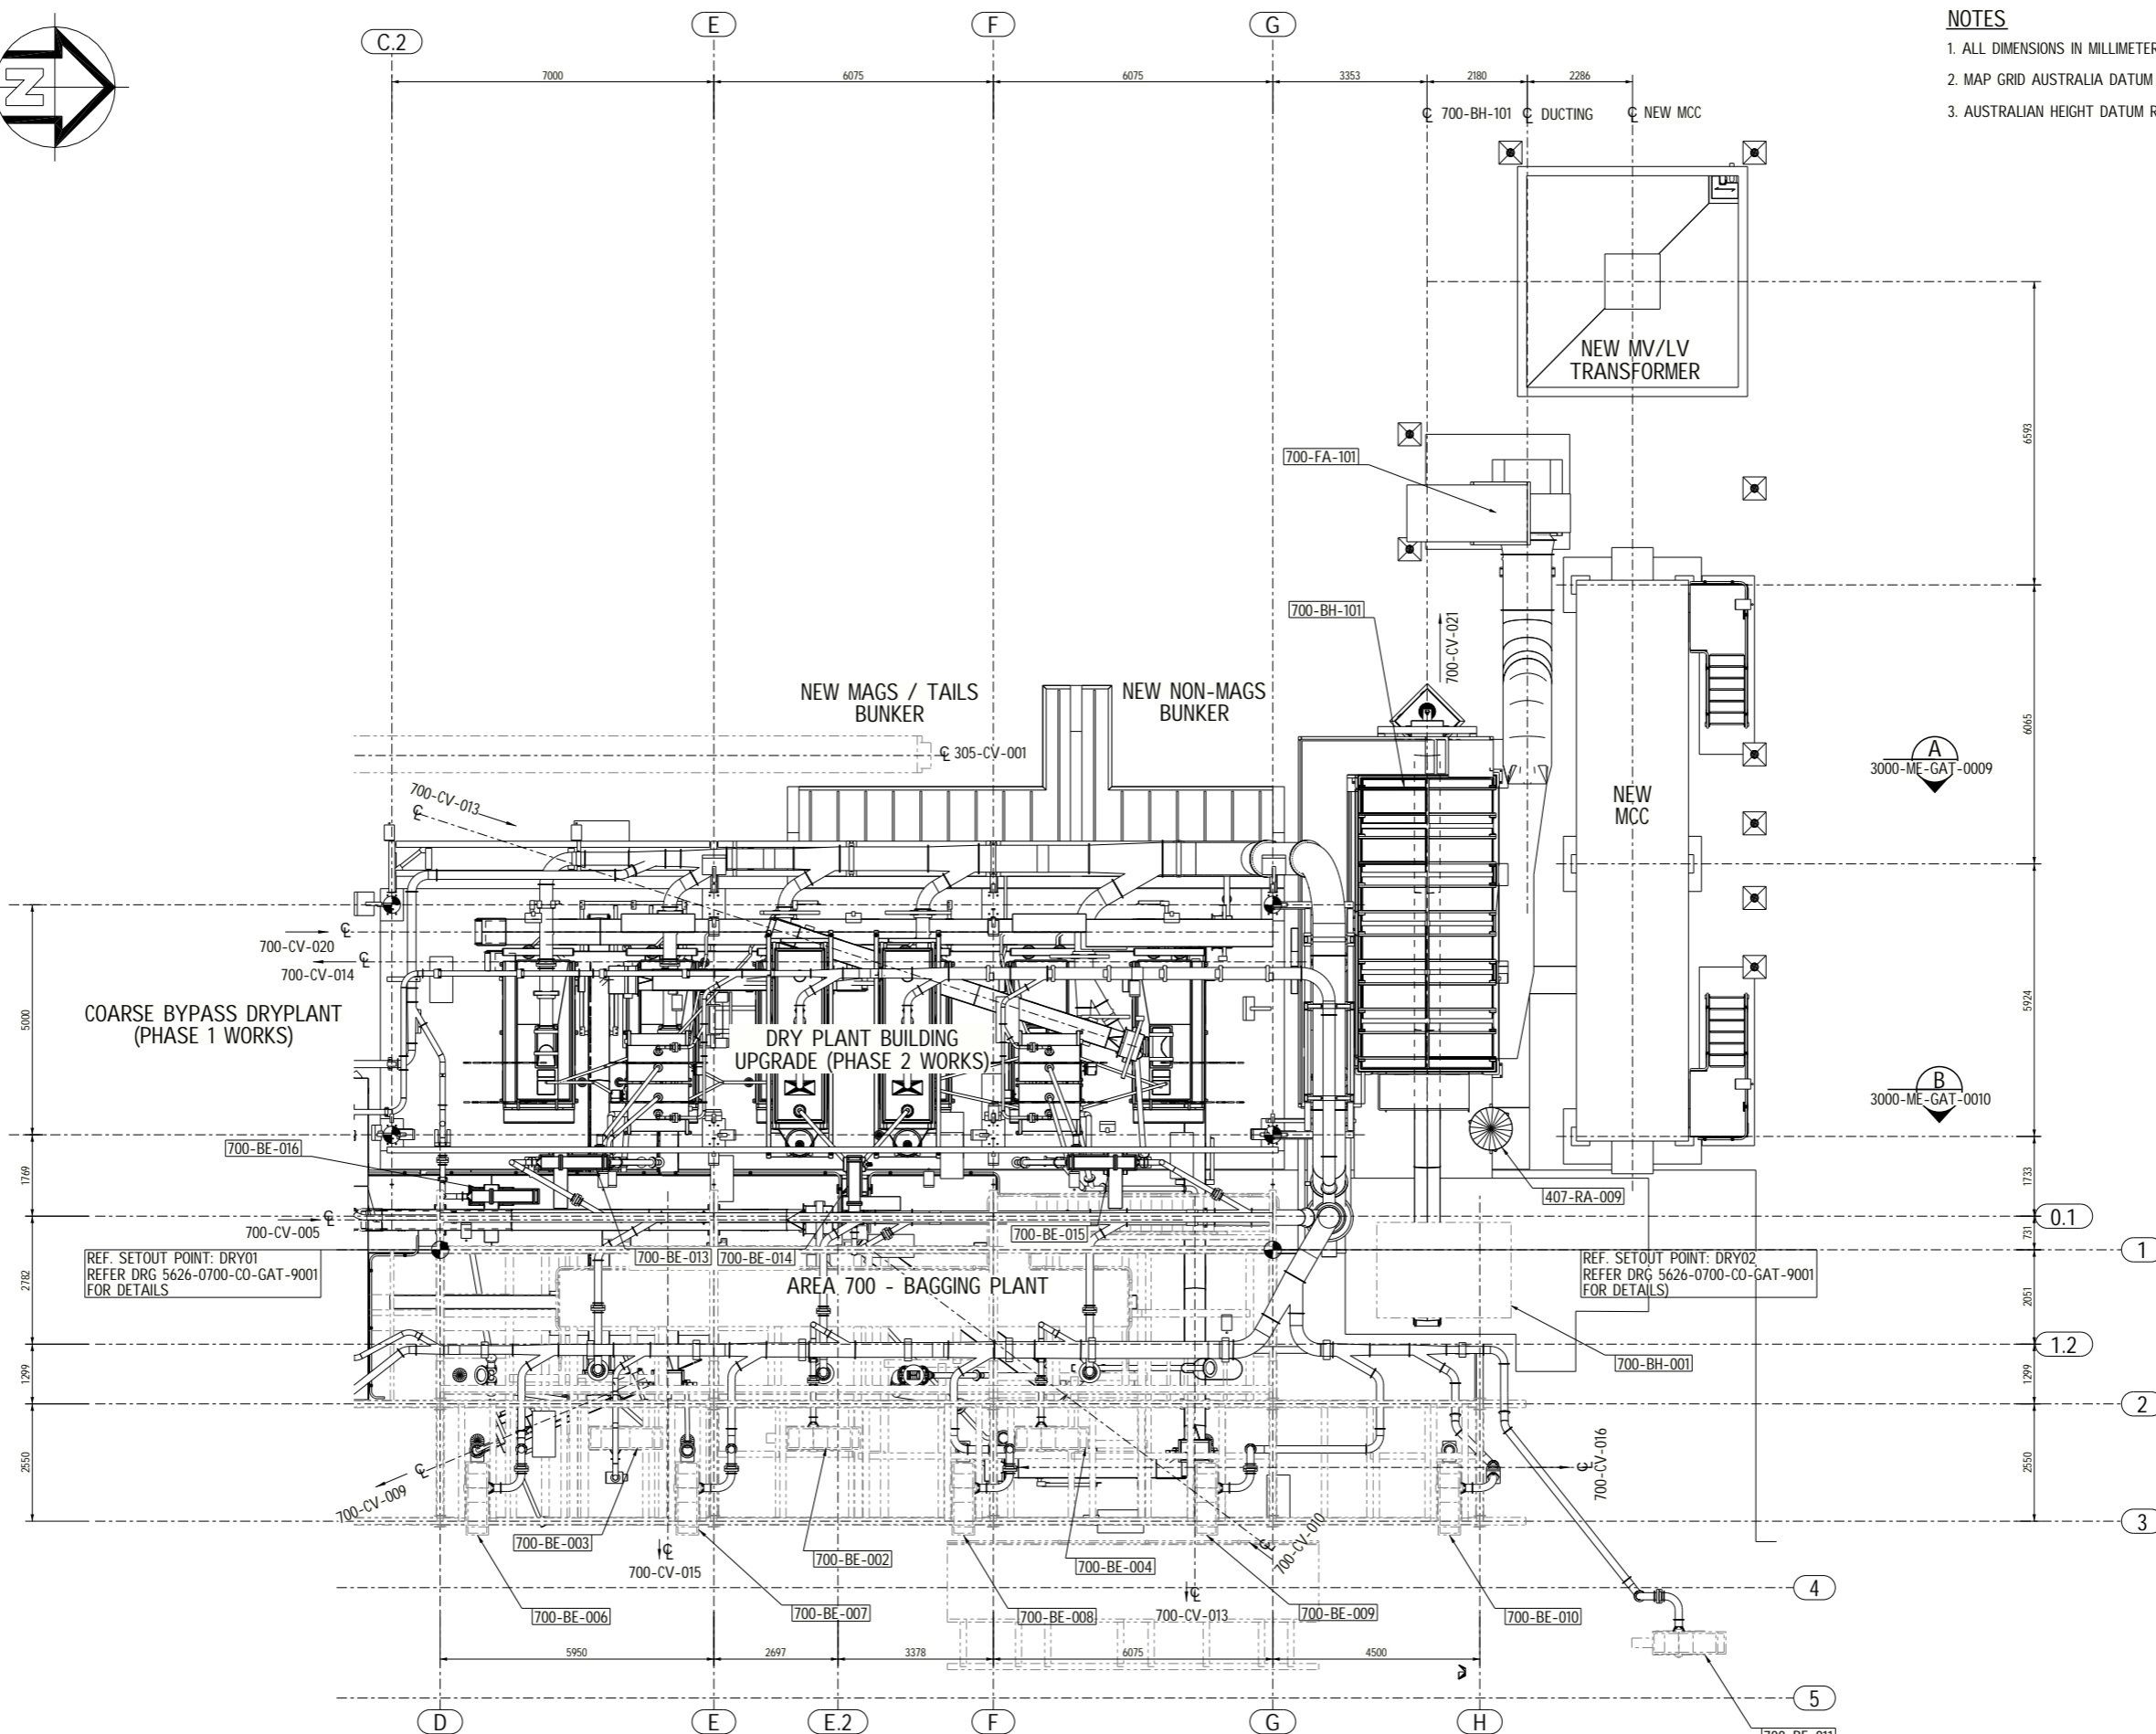 N
C.2
E
F
G
7000
6075
6075
3353
2180
2286
℄ 700-BH-101
℄ DUCTING
℄ NEW MCC
NOTES
1. ALL DIMENSIONS IN MILLIMETER
2. MAP GRID AUSTRALIA DATUM
3. AUSTRALIAN HEIGHT DATUM R
NEW MV/LV
TRANSFORMER
6593
700-FA-101
700-BH-101
700-CV-021
6065
NEW MAGS / TAILS
BUNKER
NEW NON-MAGS
BUNKER
℄ 305-CV-001
A
3000-ME-GAT-0009
700-CV-013
℄
NEW
MCC
℄
700-CV-020
℄
700-CV-014
5924
5000
COARSE BYPASS DRYPLANT
(PHASE 1 WORKS)
DRY PLANT BUILDING
UPGRADE (PHASE 2 WORKS)
B
3000-ME-GAT-0010
700-BE-016
1769
1733
407-RA-009
℄
700-CV-005
0.1
731
1
REF. SETOUT POINT: DRY01
REFER DRG 5626-0700-CO-GAT-9001
FOR DETAILS
700-BE-013
700-BE-014
700-BE-015
REF. SETOUT POINT: DRY02
REFER DRG 5626-0700-CO-GAT-9001
FOR DETAILS)
2782
AREA 700 - BAGGING PLANT
2051
1.2
700-BH-001
1299
1299
2
2550
℄
700-CV-009
℄
700-CV-016
2550
3
700-BE-003
℄
700-CV-015
700-BE-002
700-BE-004
℄
700-CV-010
4
700-BE-006
700-BE-007
700-BE-008
℄
700-CV-013
700-BE-009
700-BE-010
5950
2697
3378
6075
4500
5
D
E
E.2
F
G
H
700-BE-011